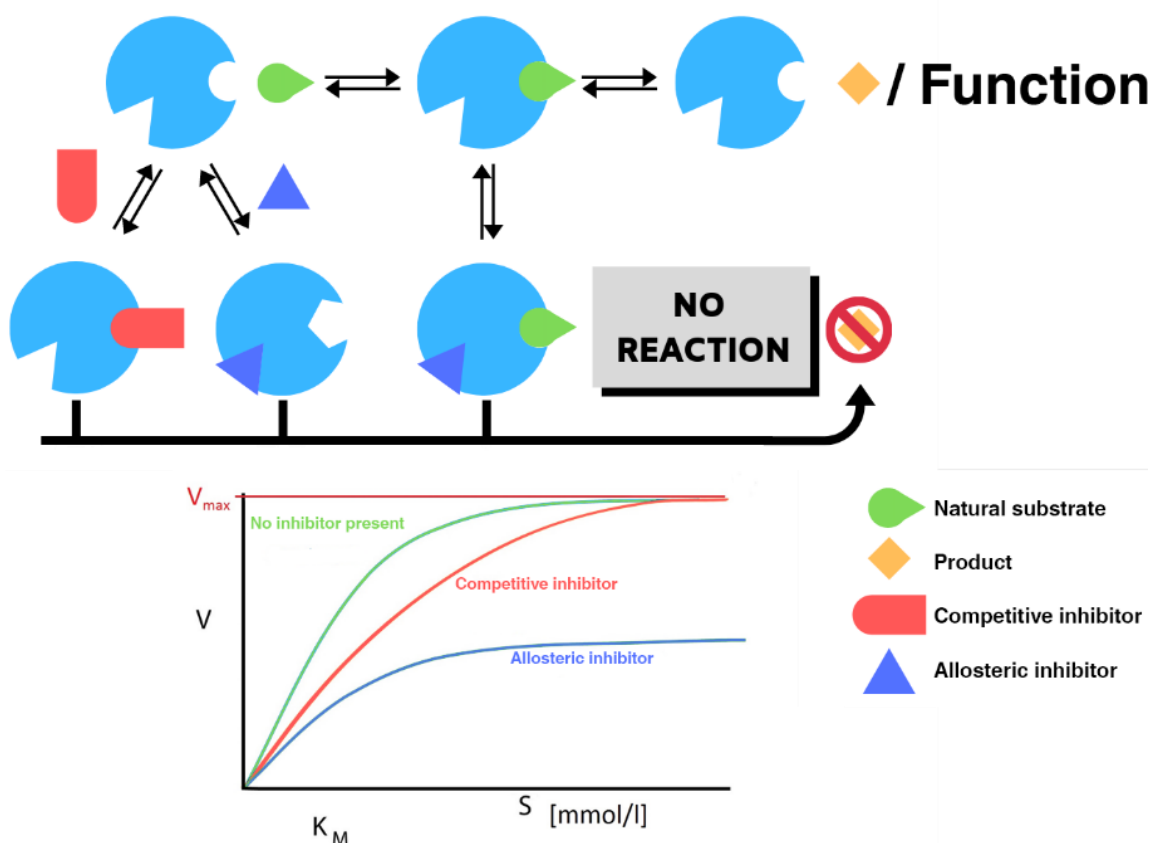 / Function
NO
REACTION
Vmax
No inhibitor present
Competitive inhibitor
V
Allosteric inhibitor
S [mmol/l]
KM
Natural substrate
Product
Competitive inhibitor
Allosteric inhibitor